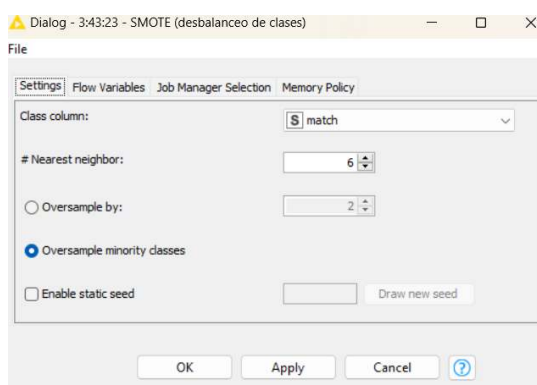 Dialog - 3:43:23 - SMOTE (desbalanceo de clases)
File
Settings Flow Variables Job Manager Selection Memory Policy
Class column: S match
# Nearest neighbor: 6
Oversample by: 2
Oversample minority classes
Enable static seed Draw new seed
OK Apply Cancel ?